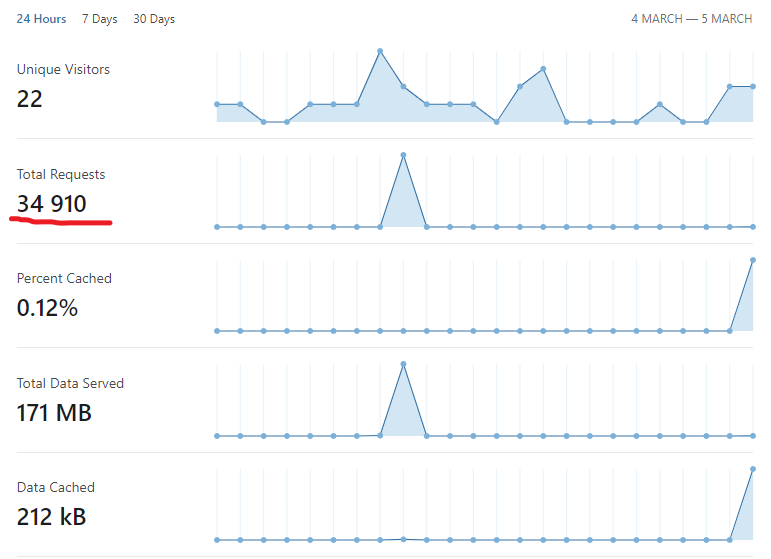 24 Hours 7 Days 30 Days 4 MARCH — 5 MARCH
Unique Visitors
22
Total Requests
34 910
Percent Cached
0.12%
Total Data Served
171 MB
Data Cached
212 kB